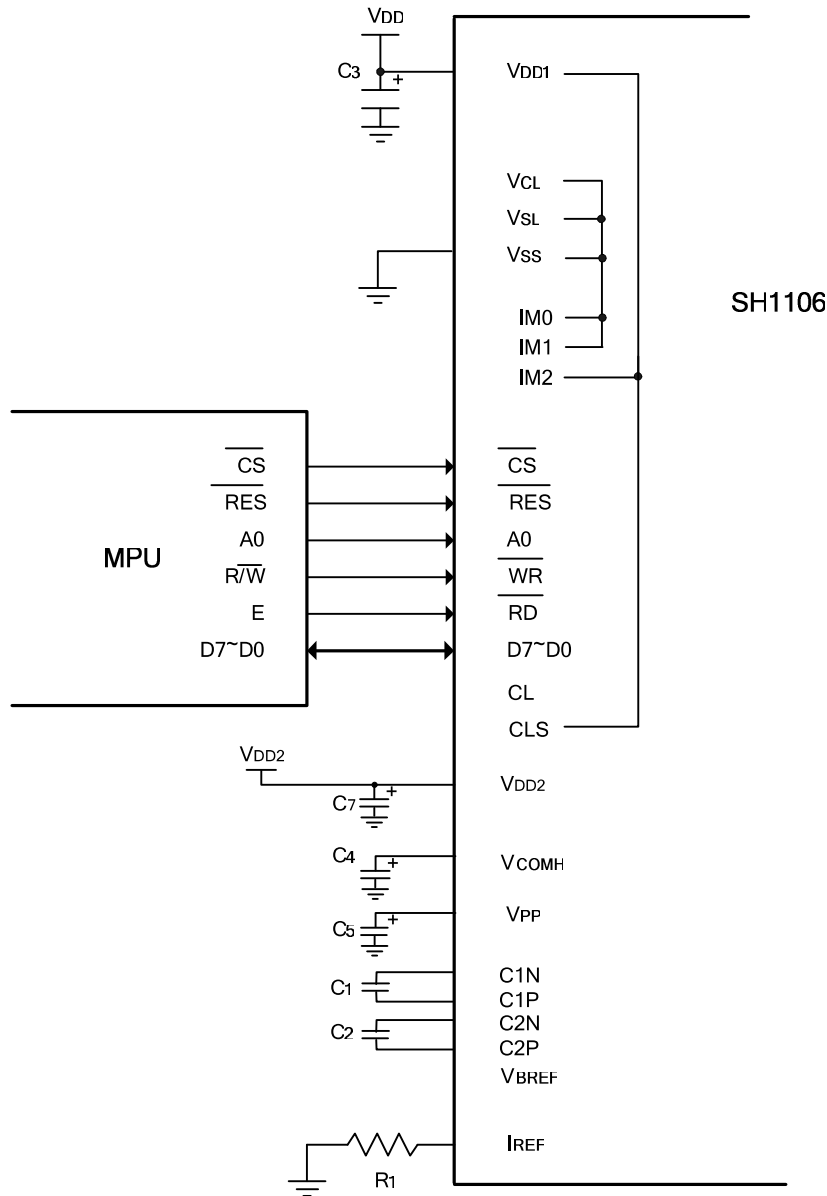 VDD
C3
+
VDD1
VCL
VSL
VSS
SH1106
IM0
IM1
IM2
CS CS
RES RES
A0 A0
MPU
R/W WR
E RD
D7~D0 D7~D0
CL
CLS
VDD2
VDD2
C7 +
C4 + VCOMH
C5 + VPP
C1N
C1
C1P
C2N
C2
C2P
VBREF
IREF
R1